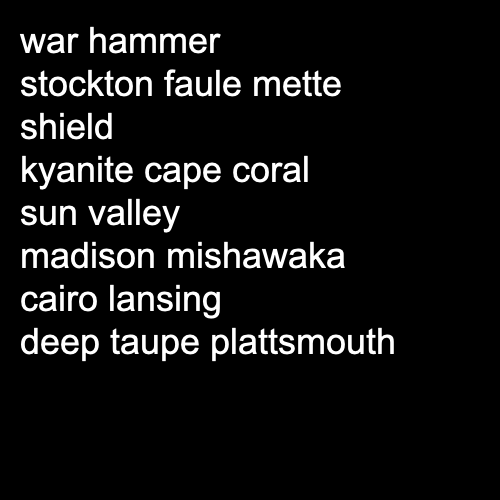 war hammer
stockton faule mette
shield
kyanite cape coral
sun valley
madison mishawaka
cairo lansing
deep taupe plattsmouth